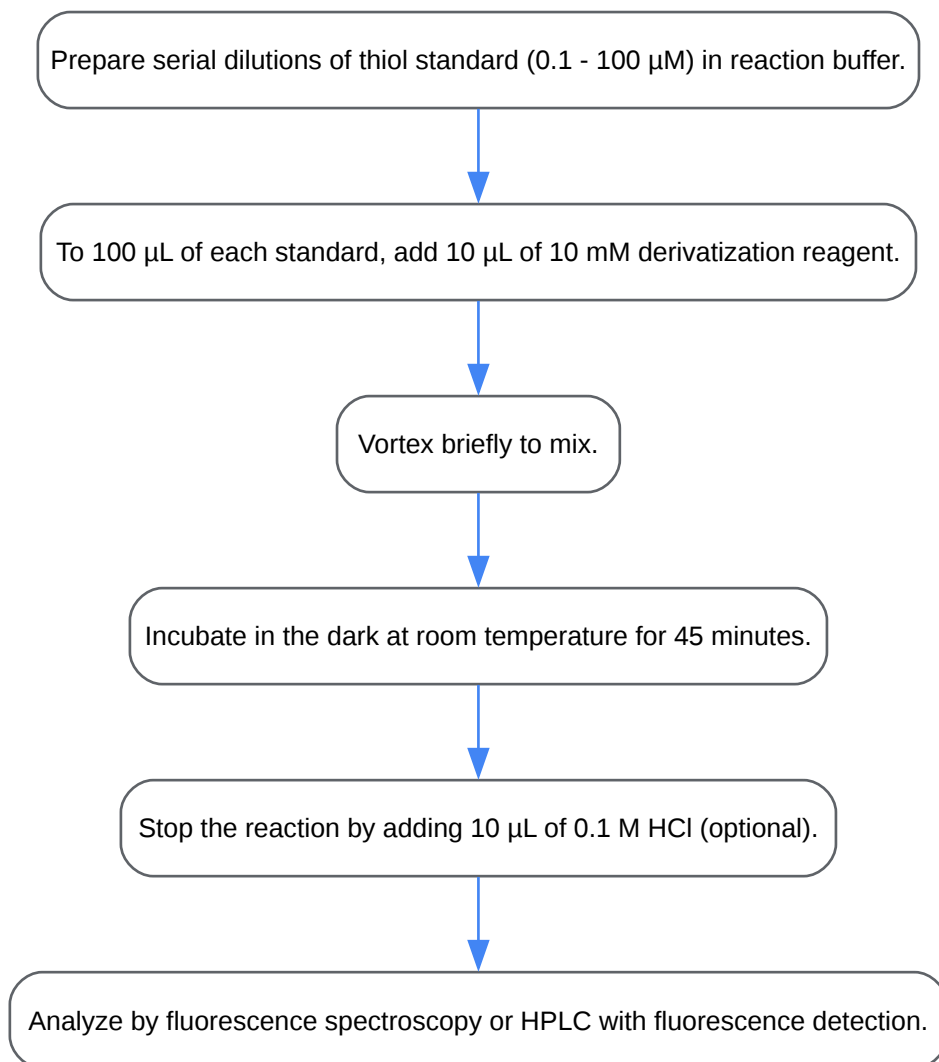 Prepare serial dilutions of thiol standard (0.1 - 100 µM) in reaction buffer.
To 100 µL of each standard, add 10 µL of 10 mM derivatization reagent.
Vortex briefly to mix.
Incubate in the dark at room temperature for 45 minutes.
Stop the reaction by adding 10 µL of 0.1 M HCl (optional).
Analyze by fluorescence spectroscopy or HPLC with fluorescence detection.